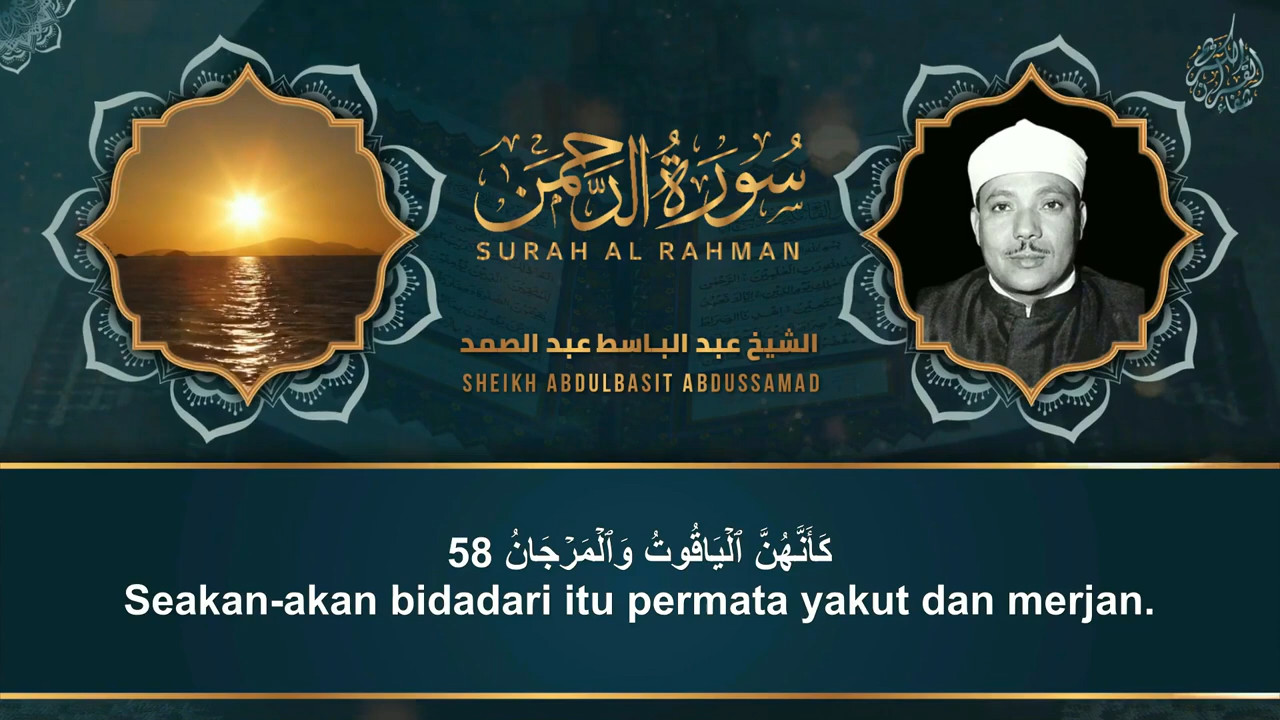 سُورَةُ الرَّحْمَن
SURAH AL RAHMAN
الشيخ عبد الباسط عبد الصمد
SHEIKH ABDULBASIT ABDUSSAMAD
كَأَنَّهُنَّ ٱلۡيَاقُوتُ وَٱلۡمَرۡجَانُ 58
Seakan-akan bidadari itu permata yakut dan merjan.